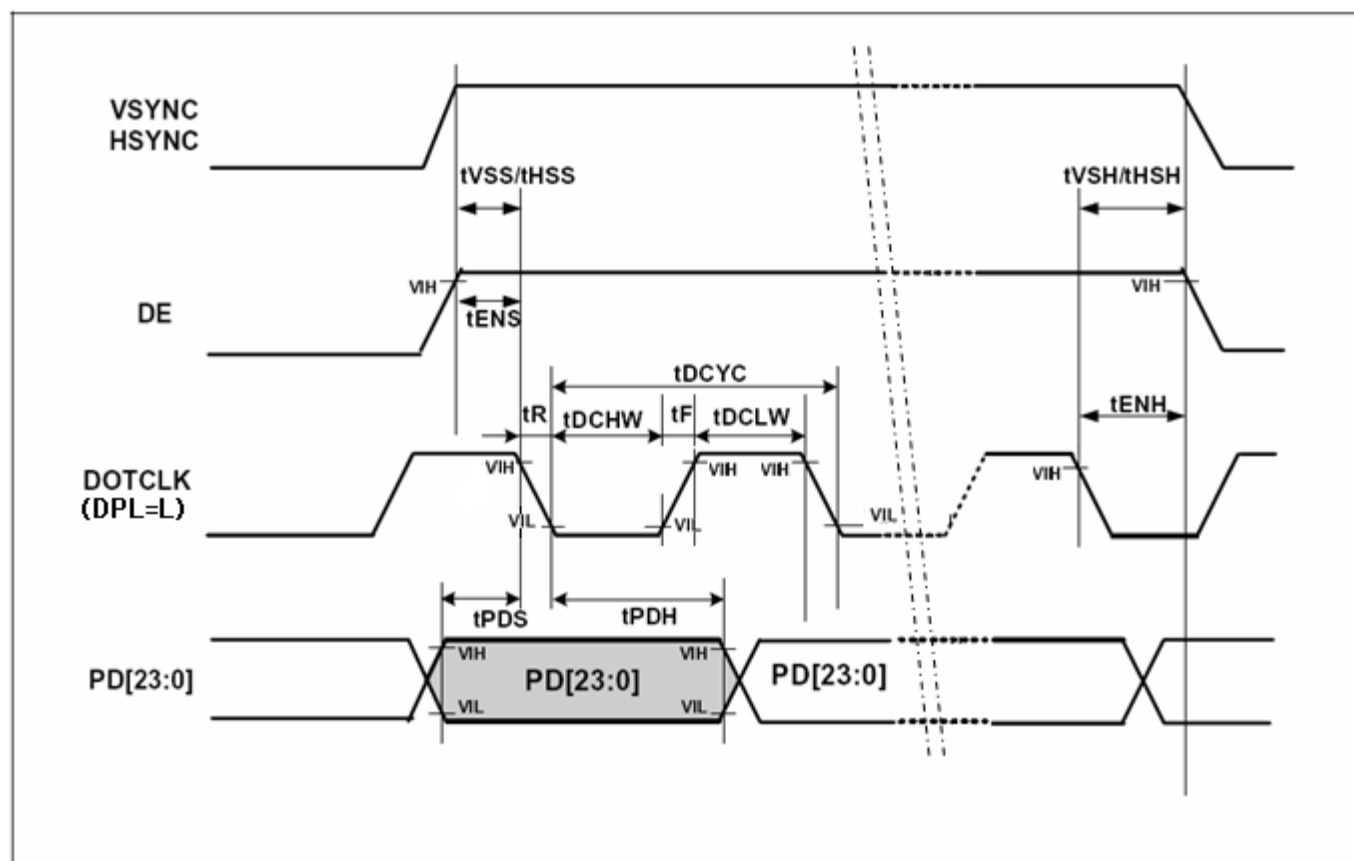 VSYNC
HSYNC
tVSS/tHSS
tVSH/tHSH
VIH
VIH
DE
tENS
tDCYC
tR
tDCHW
tF
tDCLW
tENH
VIH
VIH
VIH
VIH
DOTCLK
(DPL=L)
VIL
VIL
VIL
tPDS
tPDH
VIH
VIH
PD[23:0]
PD[23:0]
PD[23:0]
VIL
VIL